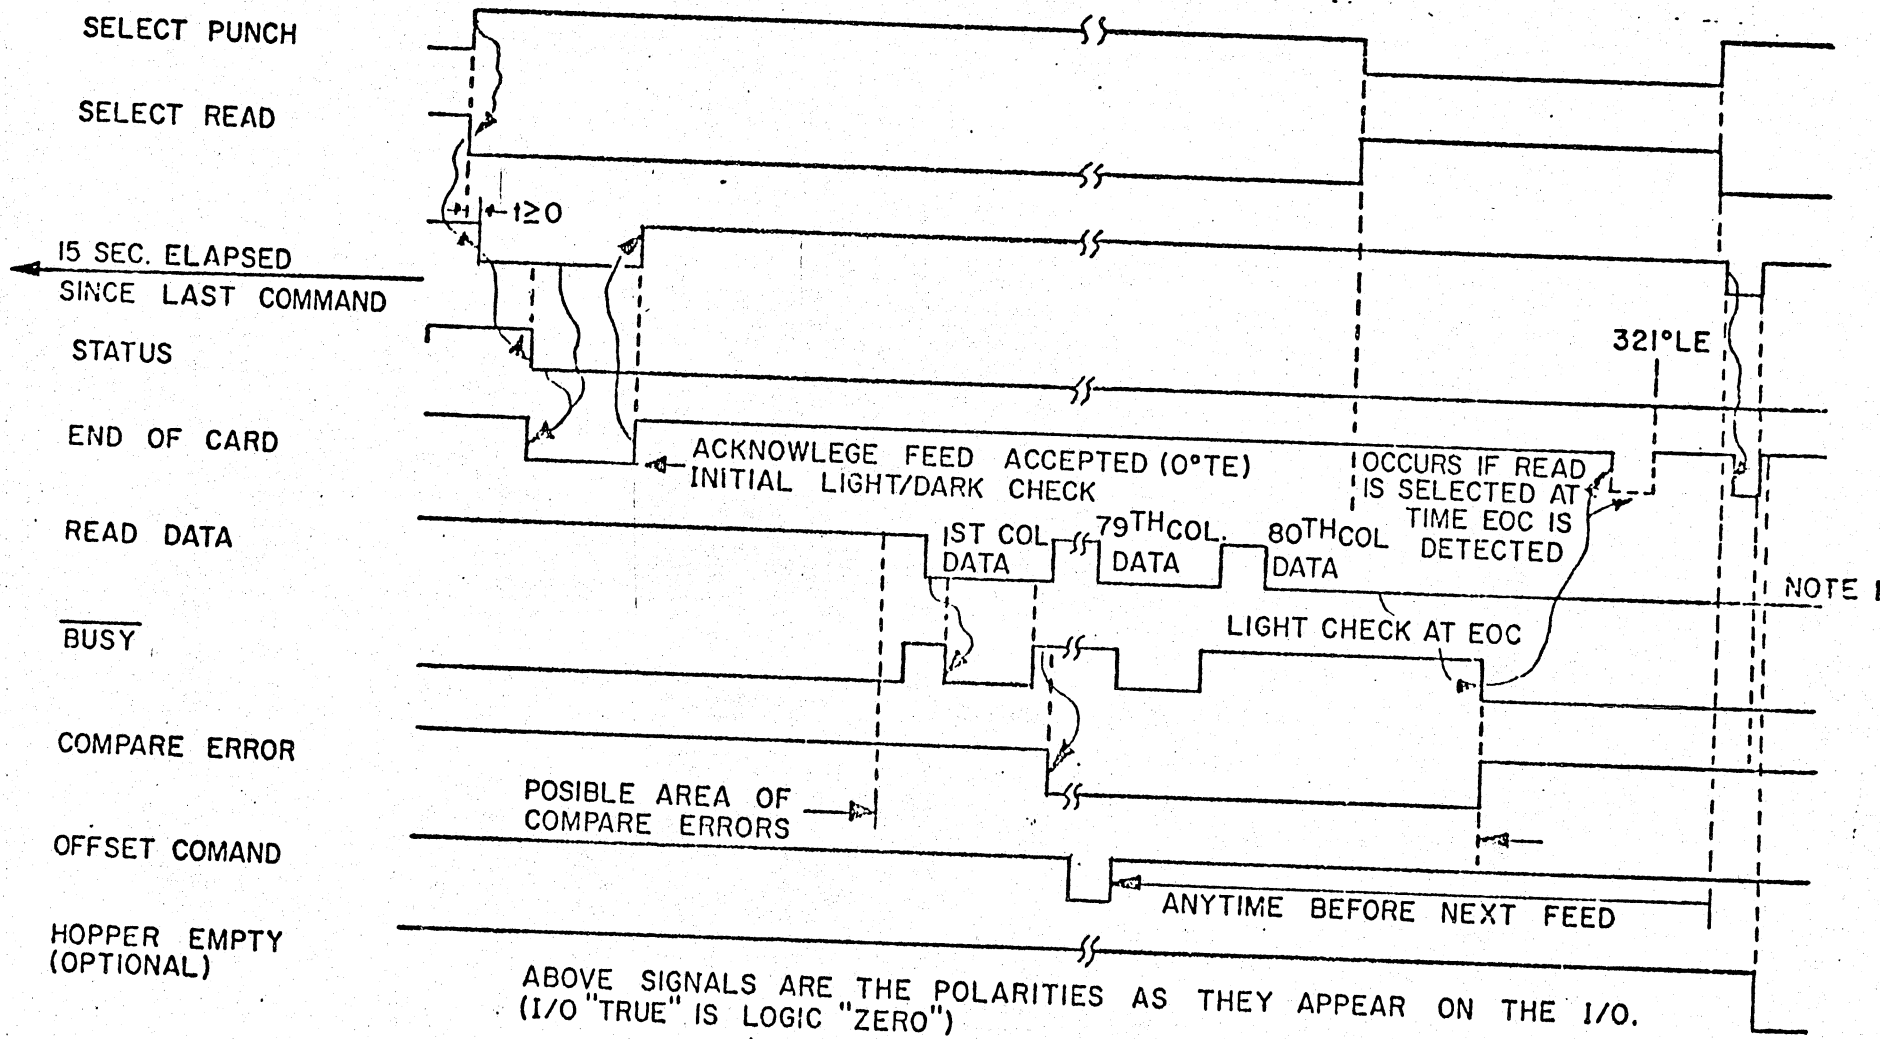 SELECT PUNCH
SELECT READ
t≥0
15 SEC. ELAPSED
SINCE LAST COMMAND
STATUS
321°LE
END OF CARD
ACKNOWLEGE FEED ACCEPTED (0°TE)
INITIAL LIGHT/DARK CHECK
OCCURS IF READ
IS SELECTED AT
TIME EOC IS
DETECTED
READ DATA
1ST COL
DATA
79TH COL.
DATA
80TH COL
DATA
NOTE 1
BUSY
LIGHT CHECK AT EOC
COMPARE ERROR
POSIBLE AREA OF
COMPARE ERRORS
OFFSET COMAND
ANYTIME BEFORE NEXT FEED
HOPPER EMPTY
(OPTIONAL)
ABOVE SIGNALS ARE THE POLARITIES AS THEY APPEAR ON THE I/O.
(I/O "TRUE" IS LOGIC "ZERO")